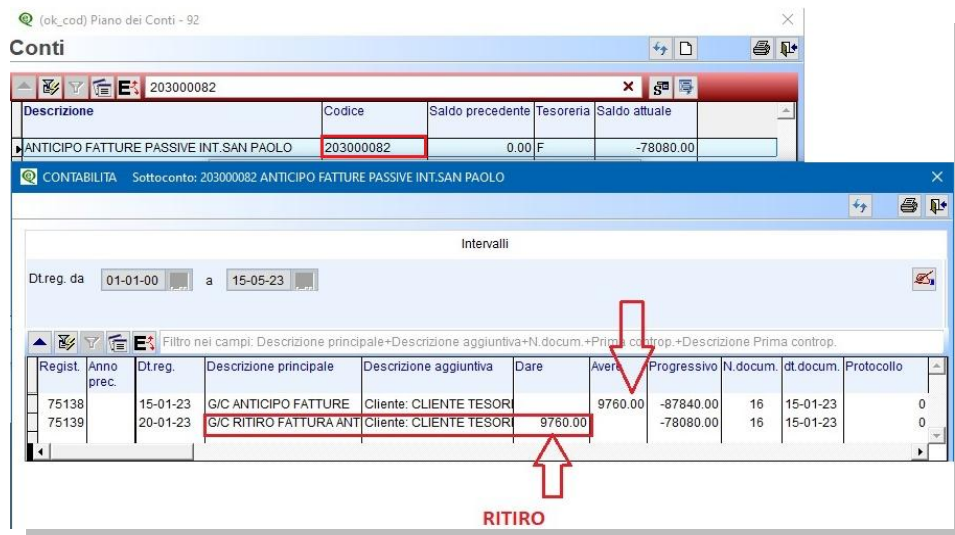 (ok_cod) Piano dei Conti - 92
Conti
203000082
Descrizione Codice Saldo precedente Tesoreria Saldo attuale
ANTICIPO FATTURE PASSIVE INT.SAN PAOLO 203000082 0.00 F -78080.00
CONTABILITA Sottoconto: 203000082 ANTICIPO FATTURE PASSIVE INT.SAN PAOLO
Intervalli
Dt.reg. da 01-01-00 a 15-05-23
Filtro nei campi: Descrizione principale+Descrizione aggiuntiva+N.docum.+Prima controp.+Descrizione Prima controp.
Regist. Anno prec. Dt.reg. Descrizione principale Descrizione aggiuntiva Dare Avere Progressivo N.docum. dt.docum. Protocollo
75138 15-01-23 G/C ANTICIPO FATTURE Cliente: CLIENTE TESORI 9760.00 -87840.00 16 15-01-23 0
75139 20-01-23 G/C RITIRO FATTURA ANT Cliente: CLIENTE TESORI 9760.00 -78080.00 16 15-01-23 0
RITIRO